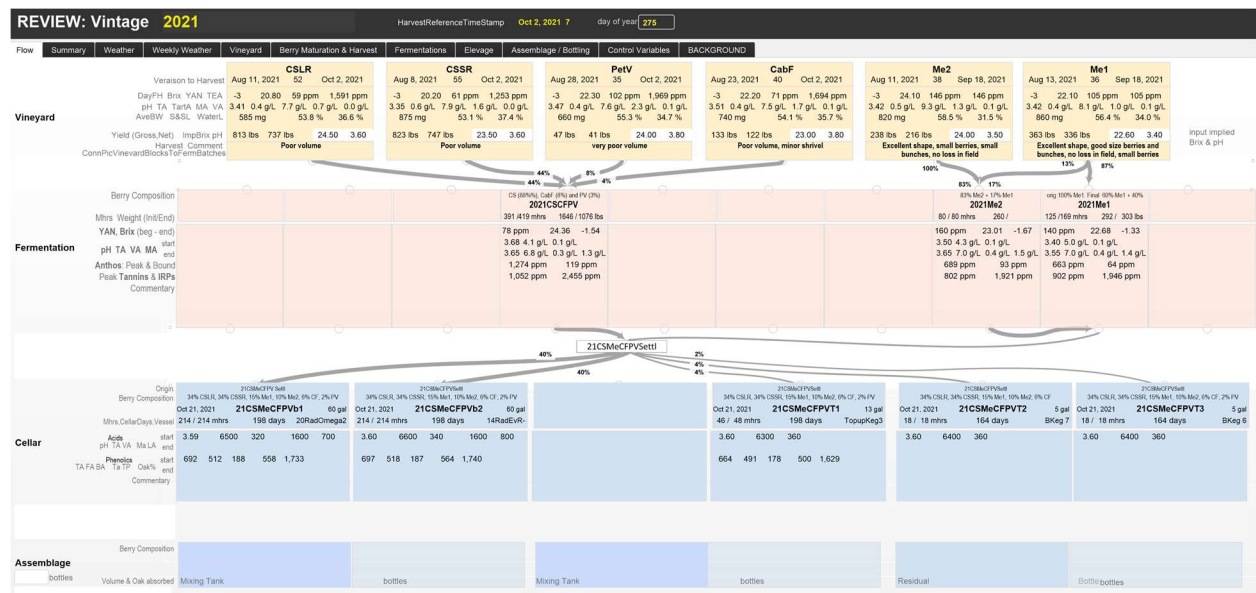 REVIEW: Vintage 2021 HarvestReferenceTimeStamp Oct 2, 2021 7 day of year 275
Flow Summary Weather Weekly Weather Vineyard Berry Maturation & Harvest Fermentations Elevage Assemblage / Bottling Control Variables BACKGROUND
CSLR CSSR PetV CabF Me2 Me1
Veraison to Harvest Aug 11, 2021 52 Oct 2, 2021 Aug 8, 2021 55 Oct 2, 2021 Aug 28, 2021 35 Oct 2, 2021 Aug 23, 2021 40 Oct 2, 2021 Aug 11, 2021 38 Sep 18, 2021 Aug 13, 2021 36 Sep 18, 2021
DayFH Brix YAN TEA -3 20.80 59 ppm 1,591 ppm -3 20.20 61 ppm 1,253 ppm -3 22.30 102 ppm 1,969 ppm -3 22.20 71 ppm 1,694 ppm -3 24.10 146 ppm 146 ppm -3 22.10 105 ppm 105 ppm
pH TA TartA MA VA 3.41 0.4 g/L 7.7 g/L 0.7 g/L 0.0 g/L 3.35 0.6 g/L 7.9 g/L 1.6 g/L 0.0 g/L 3.47 0.4 g/L 7.6 g/L 2.3 g/L 0.1 g/L 3.51 0.4 g/L 7.5 g/L 1.7 g/L 0.1 g/L 3.42 0.5 g/L 9.3 g/L 1.3 g/L 0.1 g/L 3.42 0.4 g/L 8.1 g/L 1.0 g/L 0.1 g/L
Vineyard AveBW S&SL WaterL 585 mg 53.8 % 36.6 % 875 mg 53.1 % 37.4 % 660 mg 55.3 % 34.7 % 740 mg 54.1 % 35.7 % 820 mg 58.5 % 31.5 % 860 mg 56.4 % 34.0 %
Yield (Gross,Net) ImpBrix pH 813 lbs 737 lbs 24.50 3.60 823 lbs 747 lbs 23.50 3.60 47 lbs 41 lbs 24.00 3.80 133 lbs 122 lbs 23.00 3.80 238 lbs 216 lbs 24.00 3.50 363 lbs 336 lbs 22.60 3.40 input implied Brix & pH
Harvest Comment Poor volume Poor volume very poor volume Poor volume, minor shrivel Excellent shape, small berries, small bunches, no loss in field Excellent shape, good size berries and bunches, no loss in field, small berries
ConnPicVinevardBlocksToFermBatches
44% 8% 100% 13% 87%
44% 4% 83% 17%
Berry Composition CS (88%%), CabF (8%) and PV (3%) 83% Me2 + 17% Me1 orig 100% Me1 Final 60% Me1 + 40%
2021CSCFPV 2021Me2 2021Me1
Mhrs Weight (Init/End) 391 /419 mhrs 1646 / 1076 lbs 80 / 80 mhrs 260 / 125 /169 mhrs 292 / 303 lbs
YAN, Brix (beg - end) 78 ppm 24.36 -1.54 160 ppm 23.01 -1.67 140 ppm 22.68 -1.33
Fermentation pH TA VA MA start 3.68 4.1 g/L 0.1 g/L 3.50 4.3 g/L 0.1 g/L 3.40 5.0 g/L 0.1 g/L
end 3.65 6.8 g/L 0.3 g/L 1.3 g/L 3.65 7.0 g/L 0.4 g/L 1.5 g/L 3.55 7.0 g/L 0.4 g/L 1.4 g/L
Anthos: Peak & Bound 1,274 ppm 119 ppm 689 ppm 93 ppm 663 ppm 64 ppm
Peak Tannins & IRPs 1,052 ppm 2,455 ppm 802 ppm 1,921 ppm 902 ppm 1,946 ppm
Commentary
21CSMeCFPVSettl
40% 2%
4%
40% 4%
Origin 21CSMeCFPV Settl 21CSMeCFPVSettl 21CSMeCFPVSettl 21CSMeCFPVSettl 21CSMeCFPVSettl
Berry Composition 34% CSLR, 34% CSSR, 15% Me1, 10% Me2, 6% CF, 2% PV 34% CSLR, 34% CSSR, 15% Me1, 10% Me2, 6% CF, 2% PV 34% CSLR, 34% CSSR, 15% Me1, 10% Me2, 6% CF, 2% PV 34% CSLR, 34% CSSR, 15% Me1, 10% Me2, 6% CF 34% CSLR, 34% CSSR, 15% Me1, 10% Me2, 6% CF, 2% PV
Oct 21, 2021 21CSMeCFPVb1 60 gal Oct 21, 2021 21CSMeCFPVb2 60 gal Oct 21, 2021 21CSMeCFPVT1 13 gal Oct 21, 2021 21CSMeCFPVT2 5 gal Oct 21, 2021 21CSMeCFPVT3 5 gal
Mhrs,CellarDays,Vessel 214 / 214 mhrs 198 days 20RadOmega2 214 / 214 mhrs 198 days 14RadEvR- 46 / 48 mhrs 198 days TopupKeg3 18 / 18 mhrs 164 days BKeg 7 18 / 18 mhrs 164 days BKeg 6
Cellar Acids pH TA VA Ma LA start 3.59 6500 320 1600 700 3.60 6600 340 1600 800 3.60 6300 360 3.60 6400 360 3.60 6400 360
end
Phenolics TA FA BA Ta TP Oak% start 692 512 188 558 1,733 697 518 187 564 1,740 664 491 178 500 1,629
end
Commentary
Berry Composition
Assemblage
bottles Volume & Oak absorbed Mixing Tank bottles Mixing Tank bottles Residual Bottle bottles